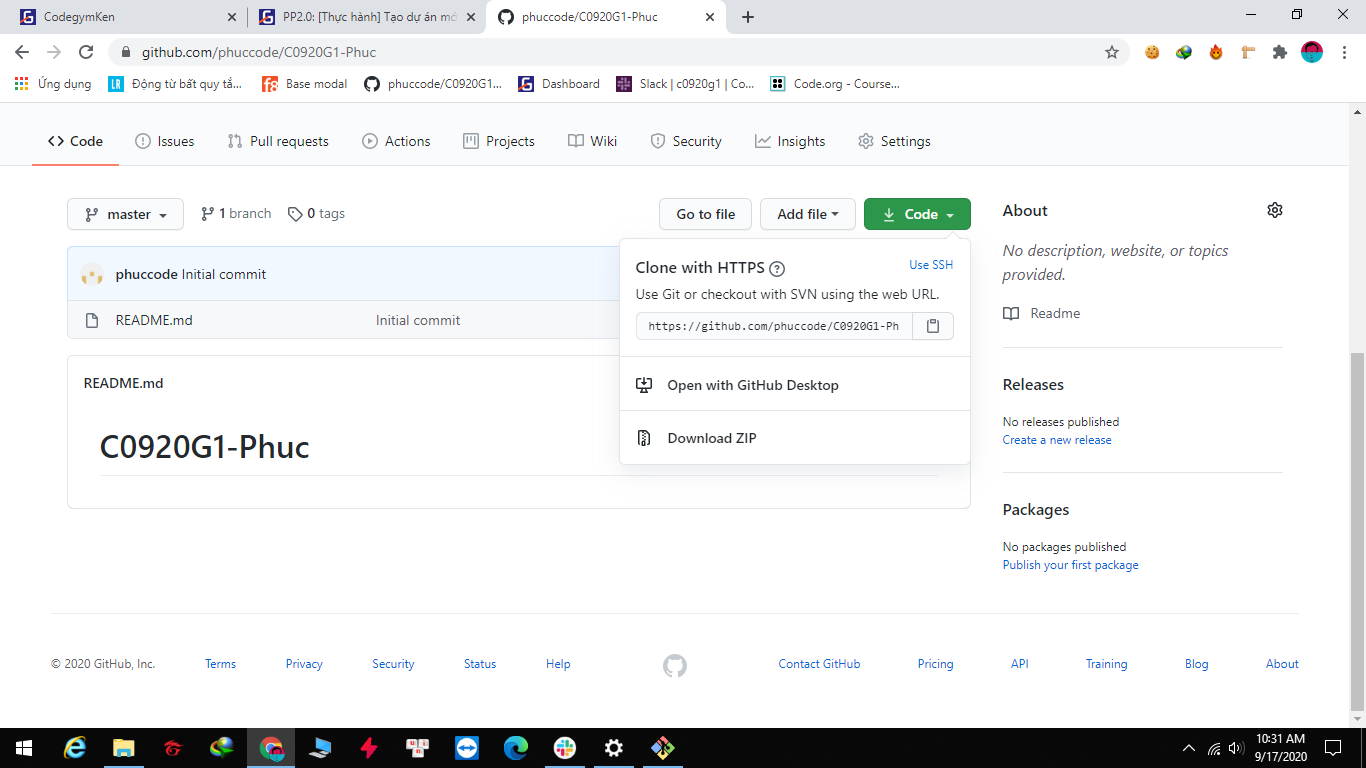 CodegymKen
PP2.0: [Thực hành] Tạo dự án mớ
phuccode/C0920G1-Phuc
github.com/phuccode/C0920G1-Phuc
Ứng dụng
LR
Động từ bất quy tắ...
f8
Base modal
phuccode/C0920G1...
Dashboard
Slack | c0920g1 | Co...
Code.org - Course...
Code
Issues
Pull requests
Actions
Projects
Wiki
Security
Insights
Settings
master
1 branch
0 tags
Go to file
Add file
Code
About
No description, website, or topics
provided.
Readme
phuccode Initial commit
README.md
Initial commit
Clone with HTTPS
Use SSH
Use Git or checkout with SVN using the web URL.
https://github.com/phuccode/C0920G1-Ph
Open with GitHub Desktop
Download ZIP
README.md
C0920G1-Phuc
Releases
No releases published
Create a new release
Packages
No packages published
Publish your first package
© 2020 GitHub, Inc.
Terms
Privacy
Security
Status
Help
Contact GitHub
Pricing
API
Training
Blog
About
10:31 AM
9/17/2020